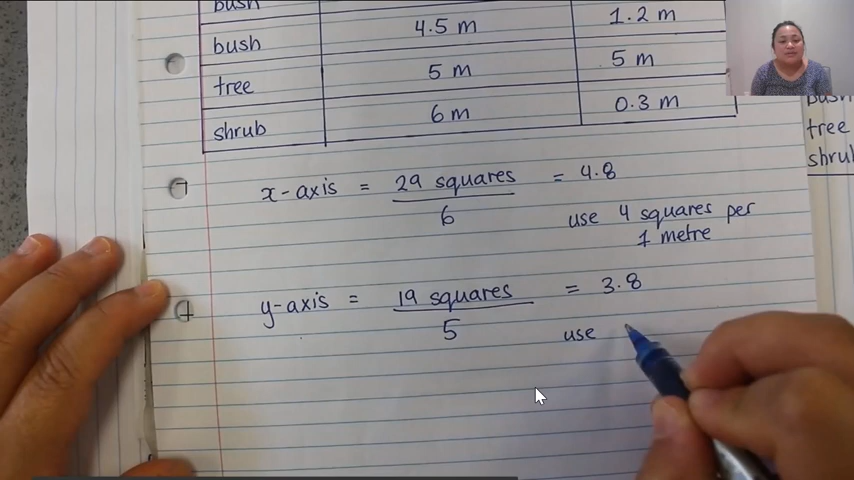 bush
bush 4.5 m 1.2 m
tree 5 m 5 m
shrub 6 m 0.3 m
x-axis = 29 squares = 4.8
6
use 4 squares per
1 metre
y-axis = 19 squares = 3.8
5
use
bush
tree
shrub